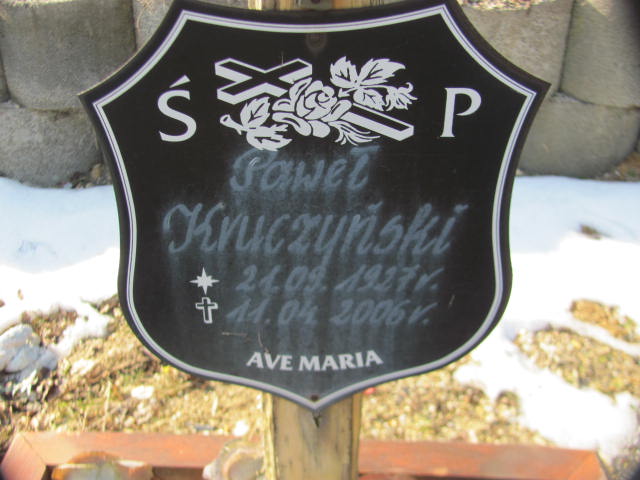 Ś P
Paweł
Kruczyński
21.09.1927r.
11.04 2006r.
AVE MARIA